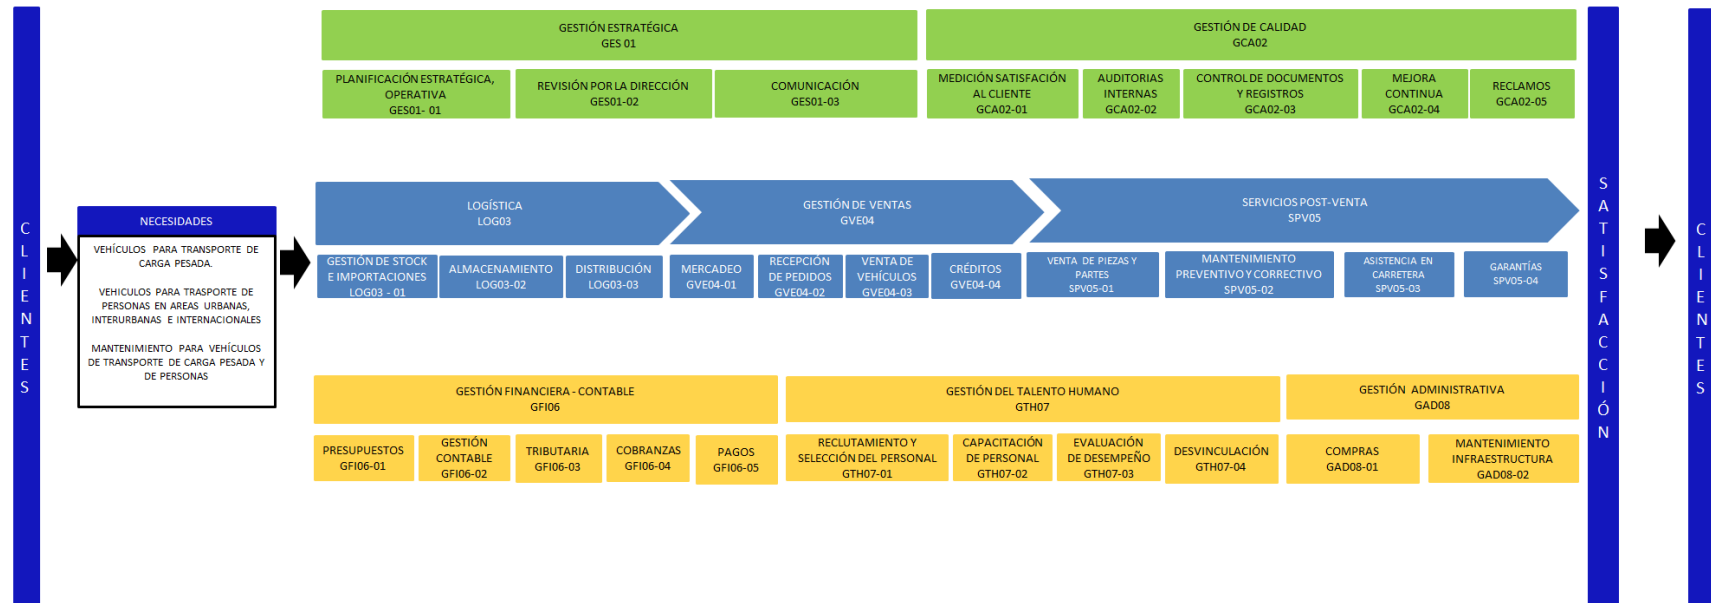 CLIENTES
NECESIDADES
VEHÍCULOS PARA TRANSPORTE DE
CARGA PESADA.
VEHICULOS PARA TRASPORTE DE
PERSONAS EN AREAS URBANAS,
INTERURBANAS E INTERNACIONALES
MANTENIMIENTO PARA VEHÍCULOS
DE TRANSPORTE DE CARGA PESADA Y
DE PERSONAS
GESTIÓN ESTRATÉGICA
GES 01
GESTIÓN DE CALIDAD
GCA02
PLANIFICACIÓN ESTRATÉGICA,
OPERATIVA
GES01- 01
REVISIÓN POR LA DIRECCIÓN
GES01-02
COMUNICACIÓN
GES01-03
MEDICIÓN SATISFACIÓN
AL CLIENTE
GCA02-01
AUDITORIAS
INTERNAS
GCA02-02
CONTROL DE DOCUMENTOS
Y REGISTROS
GCA02-03
MEJORA
CONTINUA
GCA02-04
RECLAMOS
GCA02-05
LOGÍSTICA
LOG03
GESTIÓN DE VENTAS
GVE04
SERVICIOS POST-VENTA
SPV05
GESTIÓN DE STOCK
E IMPORTACIONES
LOG03 - 01
ALMACENAMIENTO
LOG03-02
DISTRIBUCIÓN
LOG03-03
MERCADEO
GVE04-01
RECEPCIÓN
DE PEDIDOS
GVE04-02
VENTA DE
VEHÍCULOS
GVE04-03
CRÉDITOS
GVE04-04
VENTA DE PIEZAS Y
PARTES
SPV05-01
MANTENIMIENTO
PREVENTIVO Y CORRECTIVO
SPV05-02
ASISTENCIA EN
CARRETERA
SPV05-03
GARANTÍAS
SPV05-04
GESTIÓN FINANCIERA - CONTABLE
GFI06
GESTIÓN DEL TALENTO HUMANO
GTH07
GESTIÓN ADMINISTRATIVA
GAD08
PRESUPUESTOS
GFI06-01
GESTIÓN
CONTABLE
GFI06-02
TRIBUTARIA
GFI06-03
COBRANZAS
GFI06-04
PAGOS
GFI06-05
RECLUTAMIENTO Y
SELECCIÓN DEL PERSONAL
GTH07-01
CAPACITACIÓN
DE PERSONAL
GTH07-02
EVALUACIÓN
DE DESEMPEÑO
GTH07-03
DESVINCULACIÓN
GTH07-04
COMPRAS
GAD08-01
MANTENIMIENTO
INFRAESTRUCTURA
GAD08-02
SATISFACCIÓN
CLIENTES